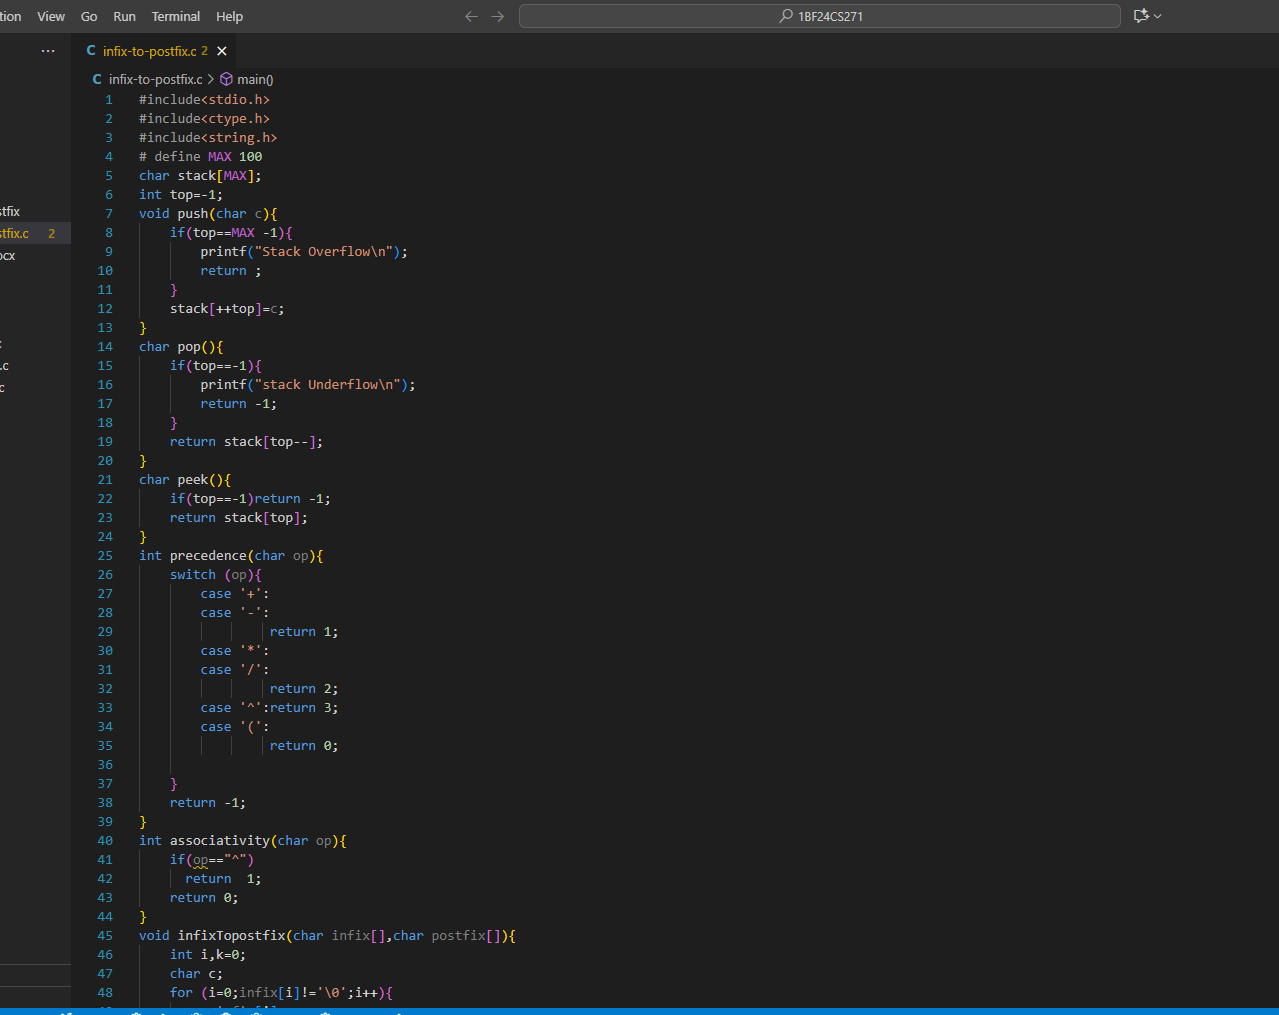 tion View Go Run Terminal Help ← → 1BF24CS271
··· C infix-to-postfix.c 2 ×
C infix-to-postfix.c > main()
stfix
stfix.c 2
ocx
.c
c
1 #include<stdio.h>
2 #include<ctype.h>
3 #include<string.h>
4 # define MAX 100
5 char stack[MAX];
6 int top=-1;
7 void push(char c){
8 if(top==MAX -1){
9 printf("Stack Overflow\n");
10 return ;
11 }
12 stack[++top]=c;
13 }
14 char pop(){
15 if(top==-1){
16 printf("stack Underflow\n");
17 return -1;
18 }
19 return stack[top--];
20 }
21 char peek(){
22 if(top==-1)return -1;
23 return stack[top];
24 }
25 int precedence(char op){
26 switch (op){
27 case '+':
28 case '-':
29 return 1;
30 case '*':
31 case '/':
32 return 2;
33 case '^':return 3;
34 case '(':
35 return 0;
36
37 }
38 return -1;
39 }
40 int associativity(char op){
41 if(op=="^")
42 return  1;
43 return 0;
44 }
45 void infixTopostfix(char infix[],char postfix[]){
46 int i,k=0;
47 char c;
48 for (i=0;infix[i]!='\0';i++){